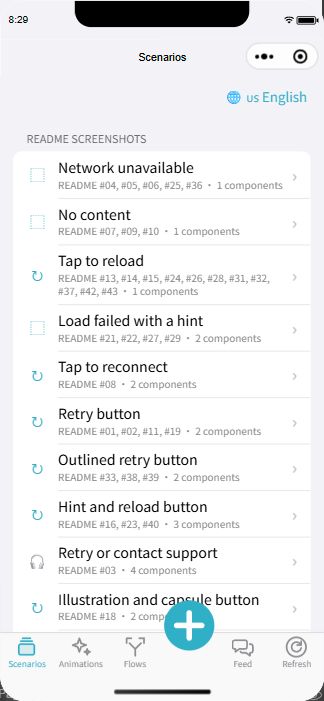 8:29
Scenarios
US English
README SCREENSHOTS
Network unavailable
README #04, #05, #06, #25, #36 • 1 components
No content
README #07, #09, #10 • 1 components
Tap to reload
README #13, #14, #15, #24, #26, #28, #31, #32,
#37, #42, #43 • 1 components
Load failed with a hint
README #21, #22, #27, #29 • 2 components
Tap to reconnect
README #08 • 2 components
Retry button
README #01, #02, #11, #19 • 2 components
Outlined retry button
README #33, #38, #39 • 2 components
Hint and reload button
README #16, #23, #40 • 3 components
Retry or contact support
README #03 • 4 components
Illustration and capsule button
README #18 • 2
Scenarios
Animations
Flows
Feed
Refresh